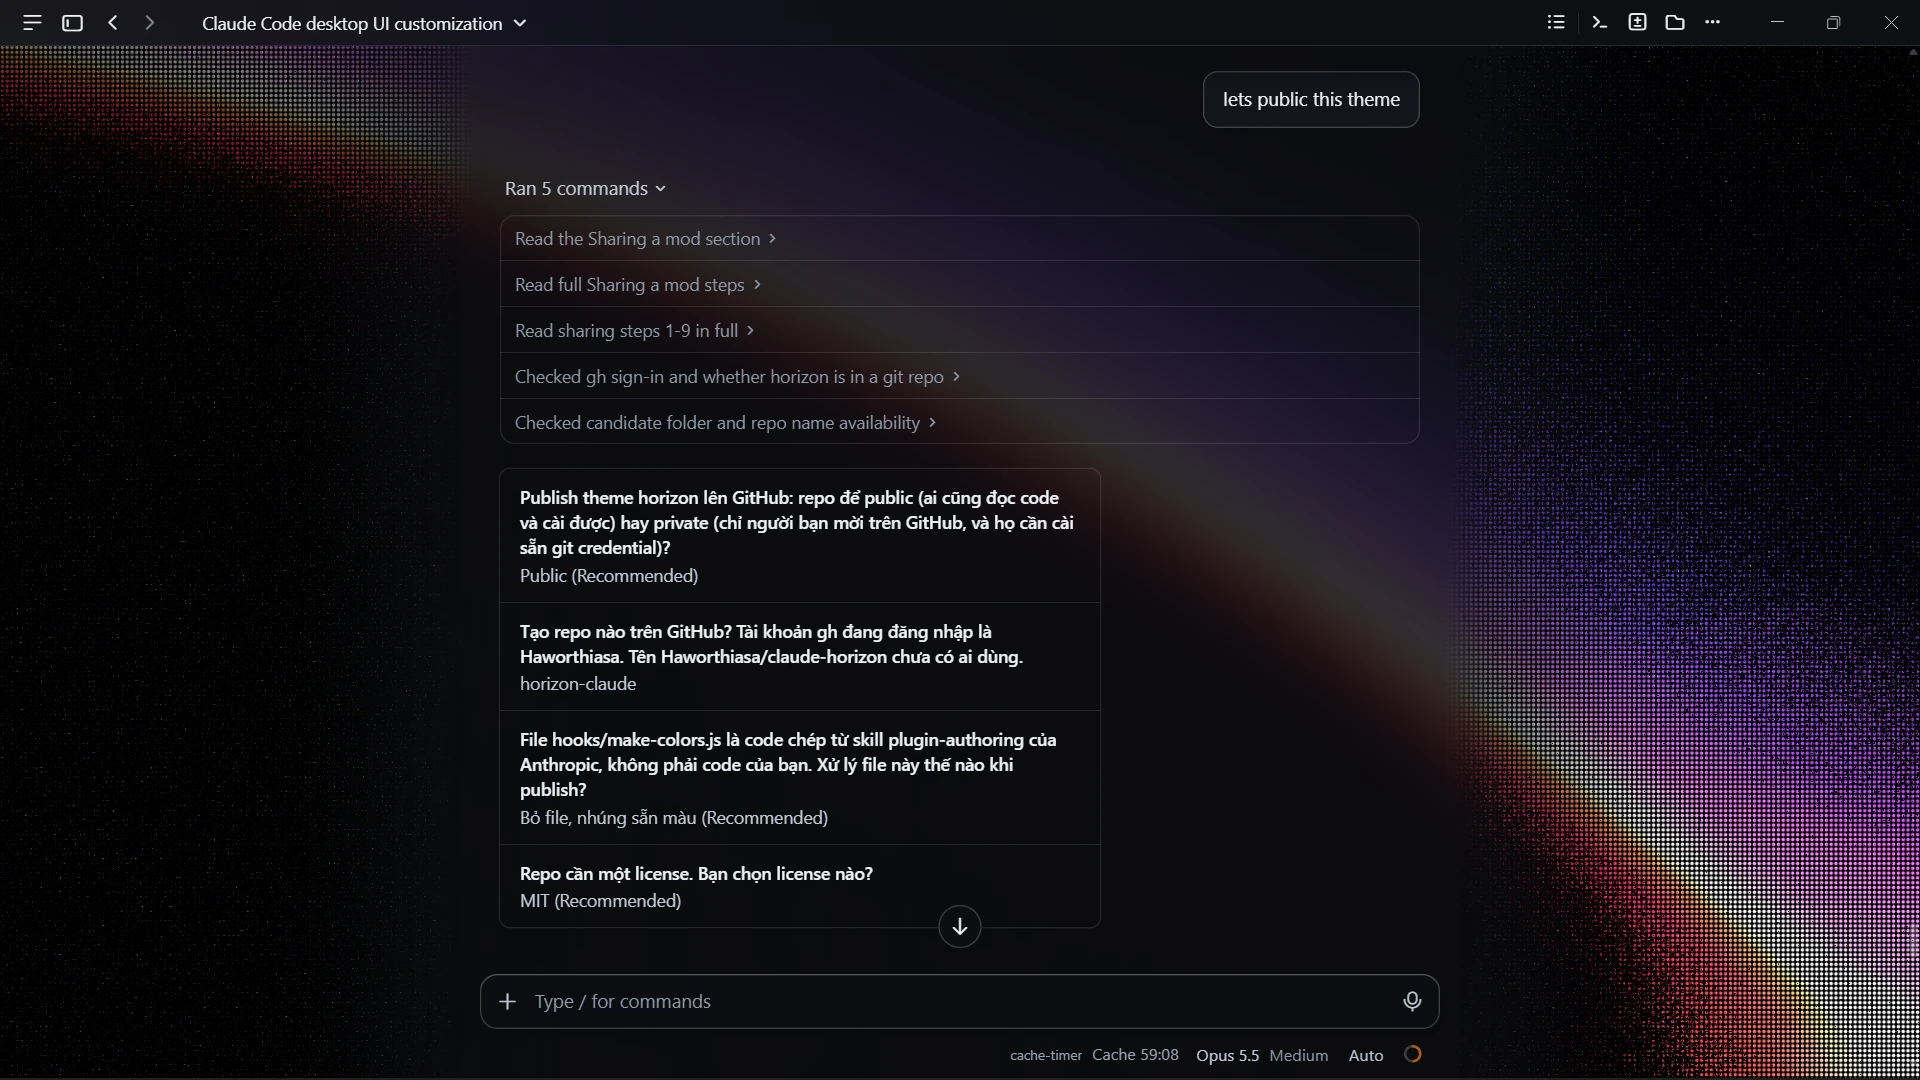 Claude Code desktop UI customization
lets public this theme
Ran 5 commands
Read the Sharing a mod section
Read full Sharing a mod steps
Read sharing steps 1-9 in full
Checked gh sign-in and whether horizon is in a git repo
Checked candidate folder and repo name availability
Publish theme horizon lên GitHub: repo để public (ai cũng đọc code
và cài được) hay private (chỉ người bạn mời trên GitHub, và họ cần cài
sẵn git credential)?
Public (Recommended)
Tạo repo nào trên GitHub? Tài khoản gh đang đăng nhập là
Haworthiasa. Tên Haworthiasa/claude-horizon chưa có ai dùng.
horizon-claude
File hooks/make-colors.js là code chép từ skill plugin-authoring của
Anthropic, không phải code của bạn. Xử lý file này thế nào khi
publish?
Bỏ file, nhúng sẵn màu (Recommended)
Repo cần một license. Bạn chọn license nào?
MIT (Recommended)
Type / for commands
cache-timer Cache 59:08 Opus 5.5 Medium Auto